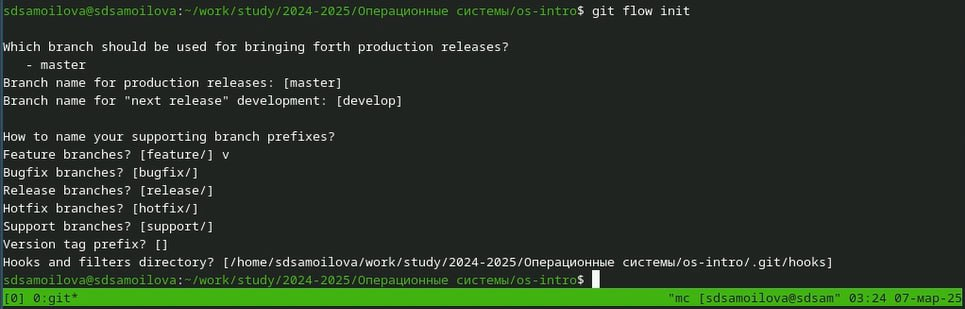 sdsamoilova@sdsamoilova:~/work/study/2024-2025/Операционные системы/os-intro$ git flow init
Which branch should be used for bringing forth production releases?
- master
Branch name for production releases: [master]
Branch name for "next release" development: [develop]
How to name your supporting branch prefixes?
Feature branches? [feature/] v
Bugfix branches? [bugfix/]
Release branches? [release/]
Hotfix branches? [hotfix/]
Support branches? [support/]
Version tag prefix? []
Hooks and filters directory? [/home/sdsamoilova/work/study/2024-2025/Операционные системы/os-intro/.git/hooks]
sdsamoilova@sdsamoilova:~/work/study/2024-2025/Операционные системы/os-intro$
[0] 0:git* "mc [sdsamoilova@sdsam" 03:24 07-мар-25